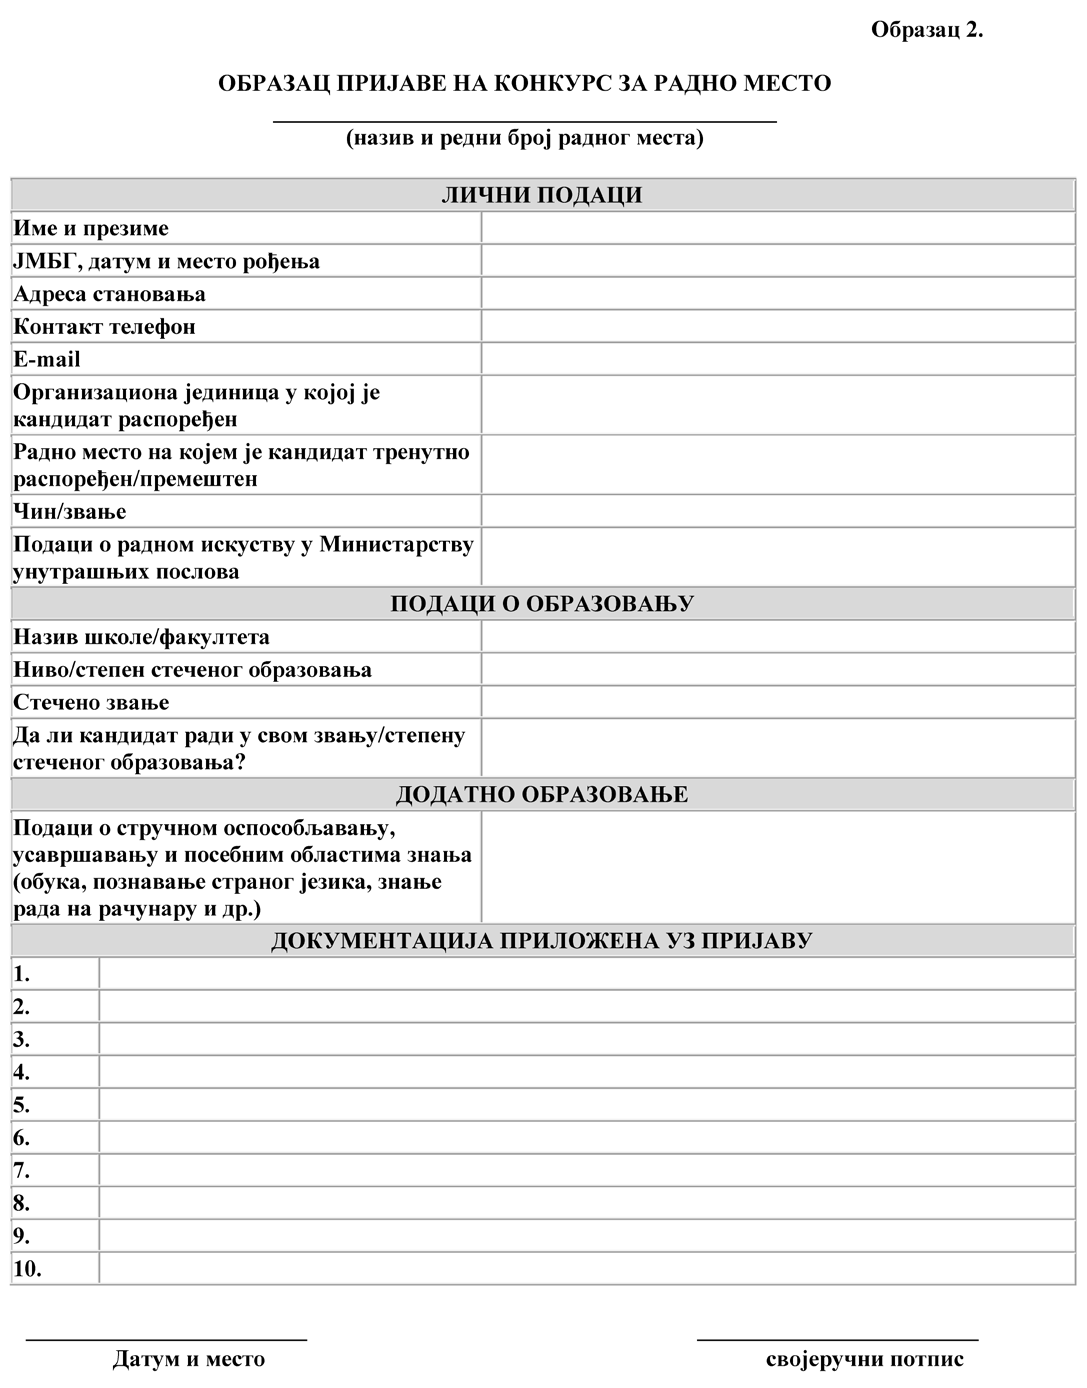 Образац 2.
ОБРАЗАЦ ПРИЈАВЕ НА КОНКУРС ЗА РАДНО МЕСТО
(назив и редни број радног места)
ЛИЧНИ ПОДАЦИ
Име и презиме
ЈМБГ, датум и место рођења
Адреса становања
Контакт телефон
E-mail
Организациона јединица у којој је
кандидат распоређен
Радно место на којем је кандидат тренутно
распоређен/премештен
Чин/звање
Подаци о радном искуству у Министарству
унутрашњих послова
ПОДАЦИ О ОБРАЗОВАЊУ
Назив школе/факултета
Ниво/степен стеченог образовања
Стечено звање
Да ли кандидат ради у свом звању/степену
стеченог образовања?
ДОДАТНО ОБРАЗОВАЊЕ
Подаци о стручном оспособљавању,
усавршавању и посебним областима знања
(обука, познавање страног језика, знање
рада на рачунару и др.)
ДОКУМЕНТАЦИЈА ПРИЛОЖЕНА УЗ ПРИЈАВУ
1.
2.
3.
4.
5.
6.
7.
8.
9.
10.
Датум и место
својеручни потпис